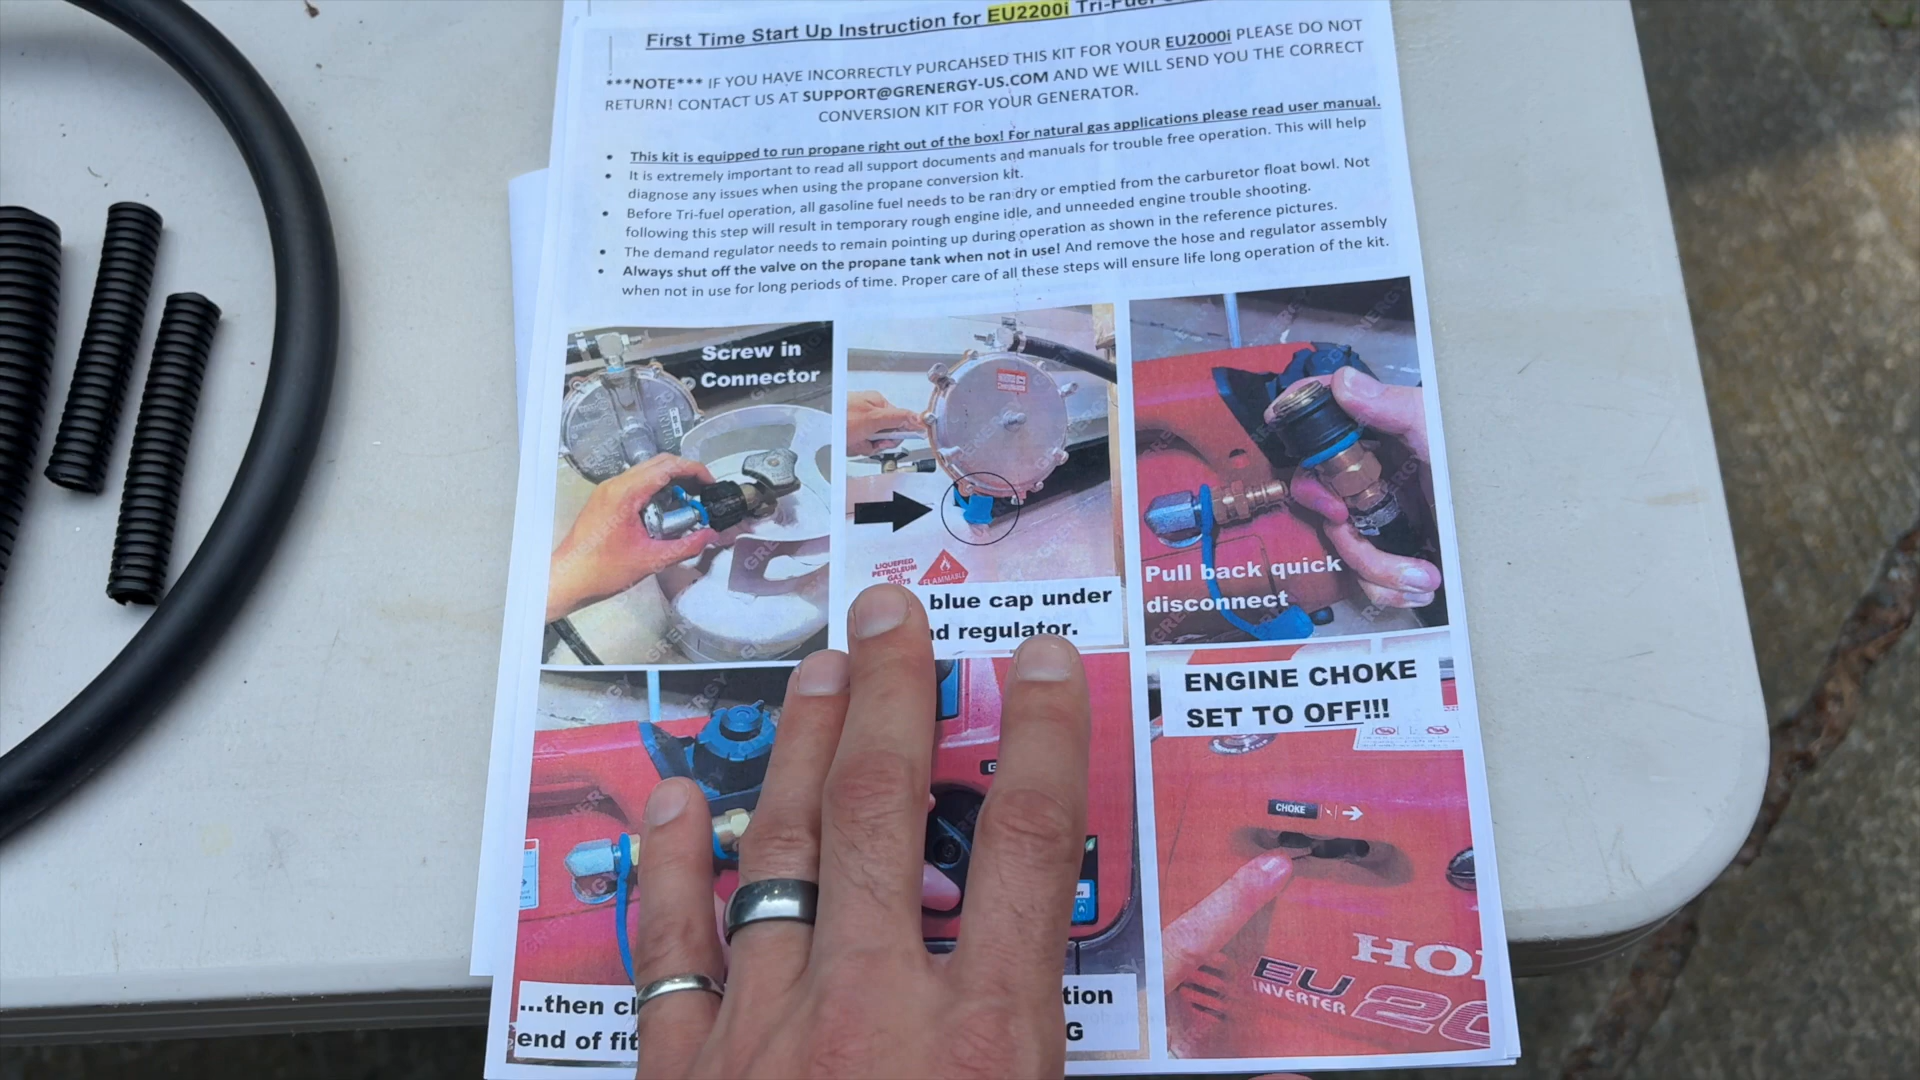 First Time Start Up Instruction for EU2200i Tri-Fuel
***NOTE*** IF YOU HAVE INCORRECTLY PURCAHSED THIS KIT FOR YOUR EU2000i PLEASE DO NOT
RETURN! CONTACT US AT SUPPORT@GRENERGY-US.COM AND WE WILL SEND YOU THE CORRECT
CONVERSION KIT FOR YOUR GENERATOR.
• This kit is equipped to run propane right out of the box! For natural gas applications please read user manual.
• It is extremely important to read all support documents and manuals for trouble free operation. This will help
diagnose any issues when using the propane conversion kit.
• Before Tri-fuel operation, all gasoline fuel needs to be ran dry or emptied from the carburetor float bowl. Not
following this step will result in temporary rough engine idle, and unneeded engine trouble shooting.
• The demand regulator needs to remain pointing up during operation as shown in the reference pictures.
• Always shut off the valve on the propane tank when not in use! And remove the hose and regulator assembly
when not in use for long periods of time. Proper care of all these steps will ensure life long operation of the kit.
Screw in
Connector
LIQUEFIED
PETROLEUM
GAS
FLAMMABLE
blue cap under
regulator.
Pull back quick
disconnect
...then cl
end of fit
tion
G
ENGINE CHOKE
SET TO OFF!!!
CHOKE
HO
EU
INVERTER 20
GRENERGY